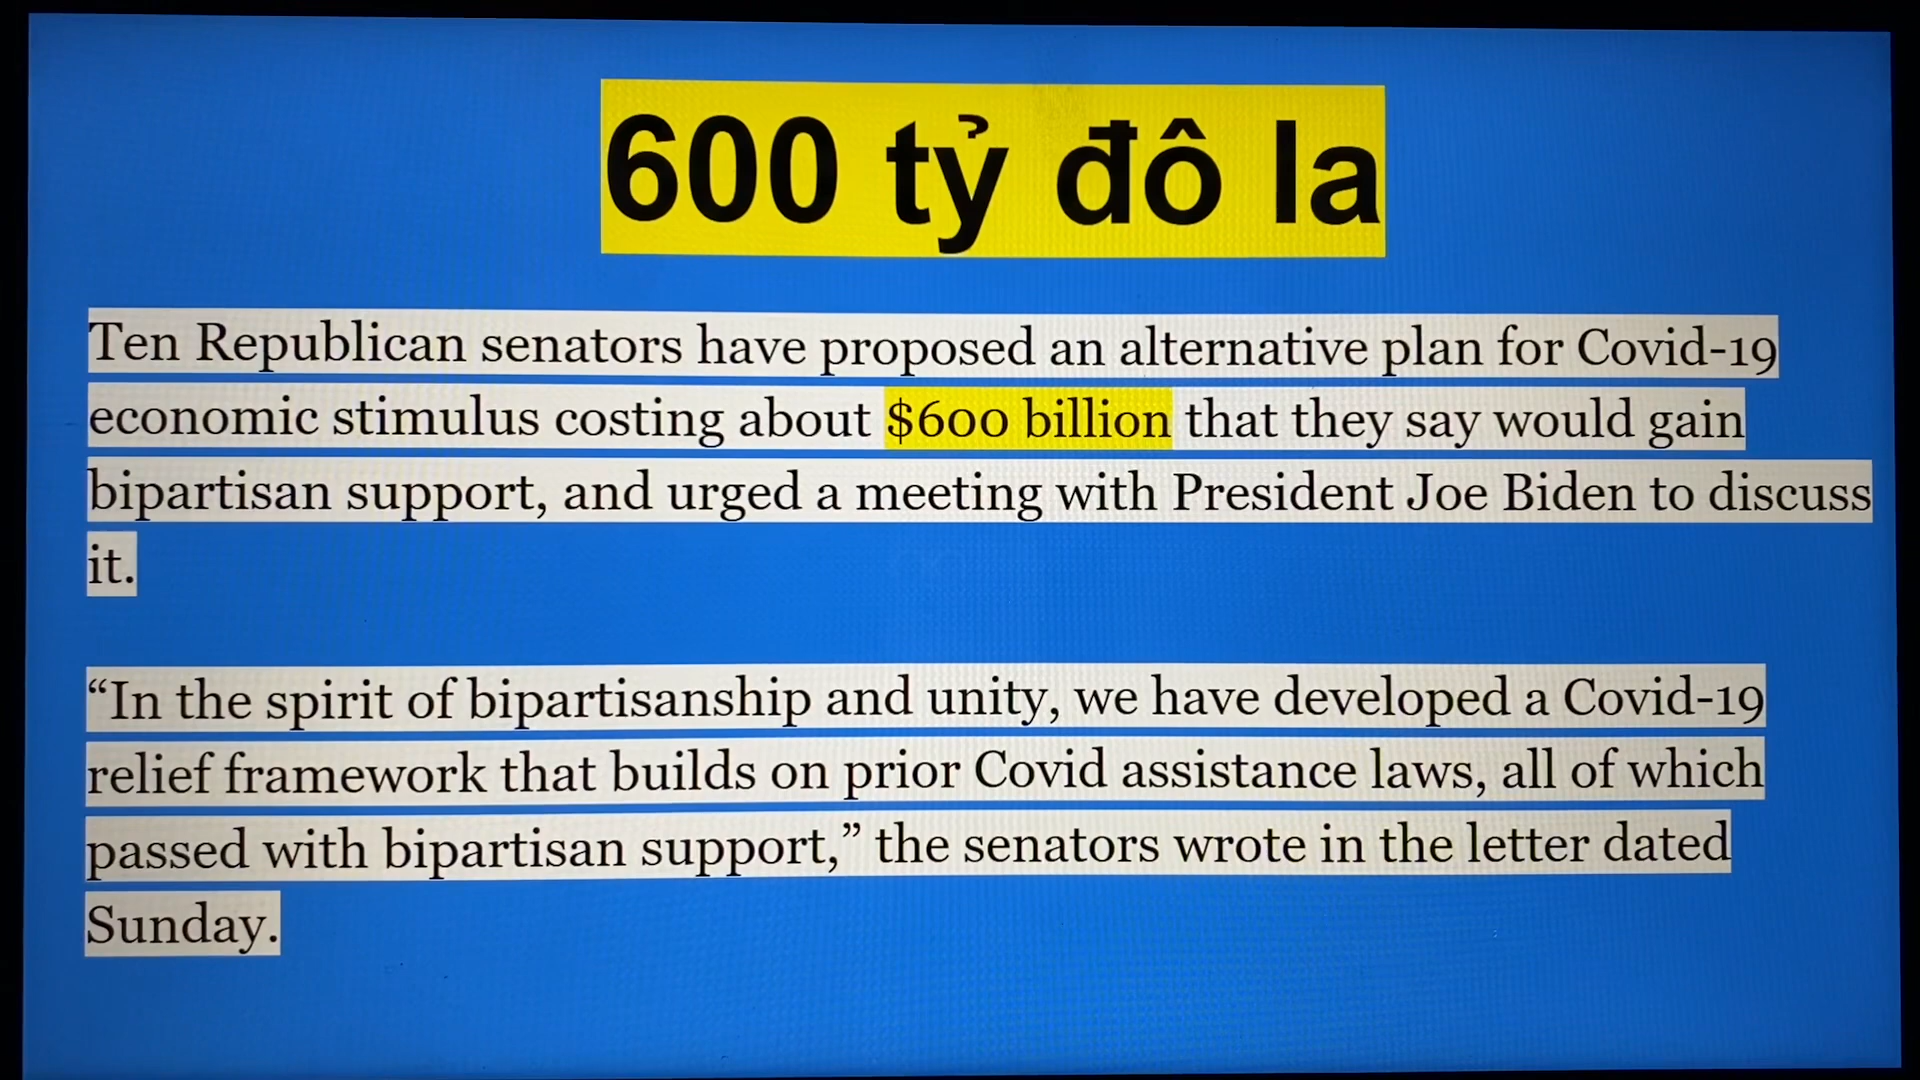 600 tỷ đô la
Ten Republican senators have proposed an alternative plan for Covid-19
economic stimulus costing about $600 billion that they say would gain
bipartisan support, and urged a meeting with President Joe Biden to discuss
it.
“In the spirit of bipartisanship and unity, we have developed a Covid-19
relief framework that builds on prior Covid assistance laws, all of which
passed with bipartisan support,” the senators wrote in the letter dated
Sunday.